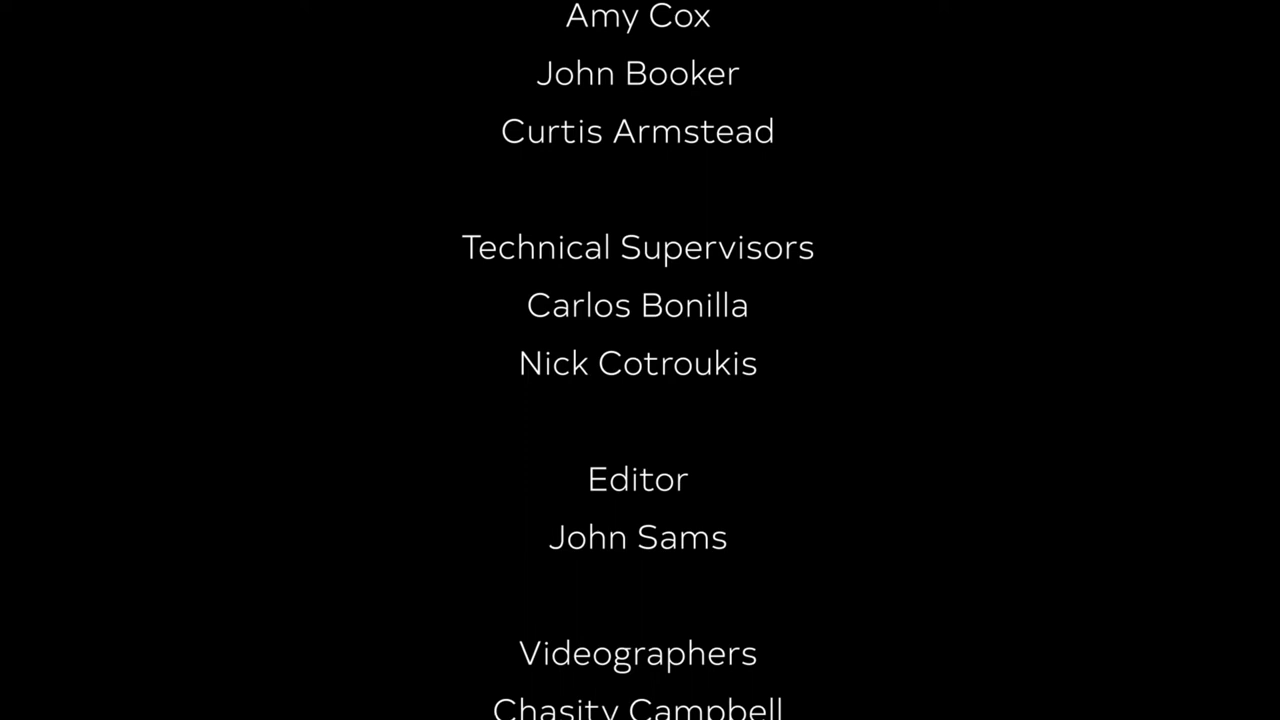 Amy Cox
John Booker
Curtis Armstead
Technical Supervisors
Carlos Bonilla
Nick Cotroukis
Editor
John Sams
Videographers
Chasity Campbell